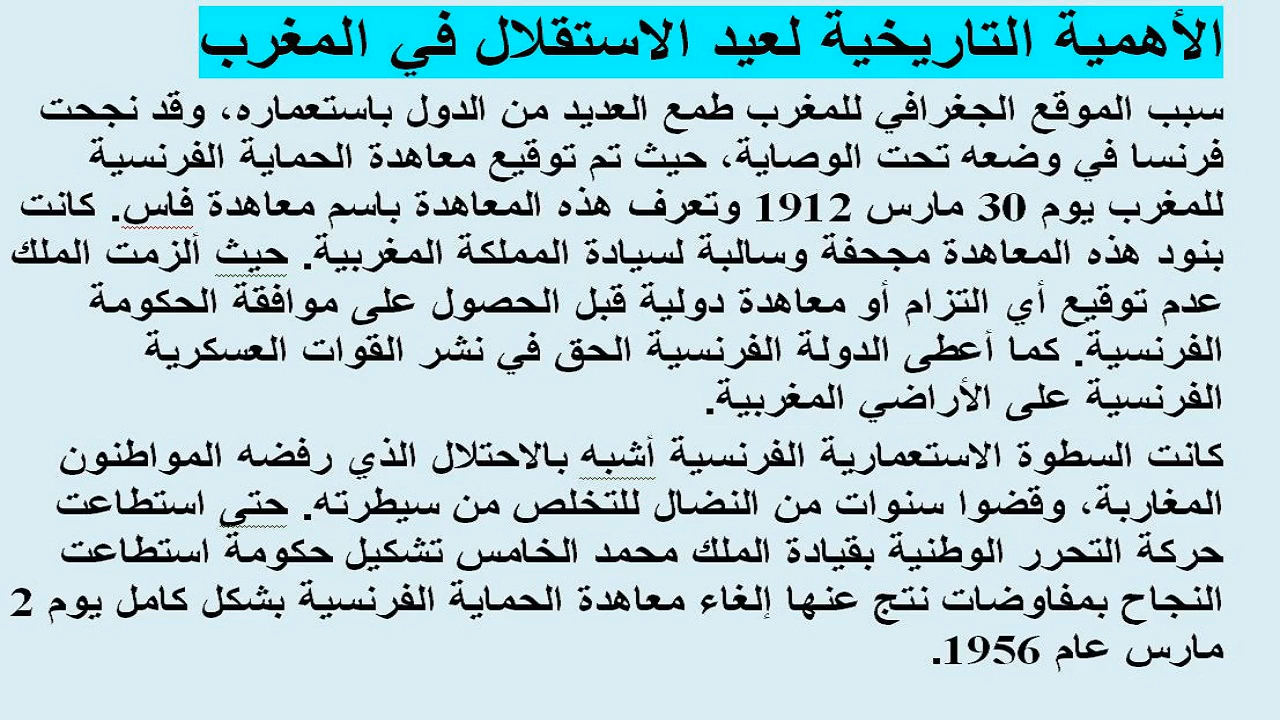 الأهمية التاريخية لعيد الاستقلال في المغرب
سبب الموقع الجغرافي للمغرب طمع العديد من الدول باستعماره، وقد نجحت
فرنسا في وضعه تحت الوصاية، حيث تم توقيع معاهدة الحماية الفرنسية
للمغرب يوم 30 مارس 1912 وتعرف هذه المعاهدة باسم معاهدة فاس. كانت
بنود هذه المعاهدة مجحفة وسالبة لسيادة المملكة المغربية. حيث ألزمت الملك
عدم توقيع أي التزام أو معاهدة دولية قبل الحصول على موافقة الحكومة
الفرنسية. كما أعطى الدولة الفرنسية الحق في نشر القوات العسكرية
الفرنسية على الأراضي المغربية.
كانت السطوة الاستعمارية الفرنسية أشبه بالاحتلال الذي رفضه المواطنون
المغاربة، وقضوا سنوات من النضال للتخلص من سيطرته. حتى استطاعت
حركة التحرر الوطنية بقيادة الملك محمد الخامس تشكيل حكومة استطاعت
النجاح بمفاوضات نتج عنها إلغاء معاهدة الحماية الفرنسية بشكل كامل يوم 2
مارس عام 1956.